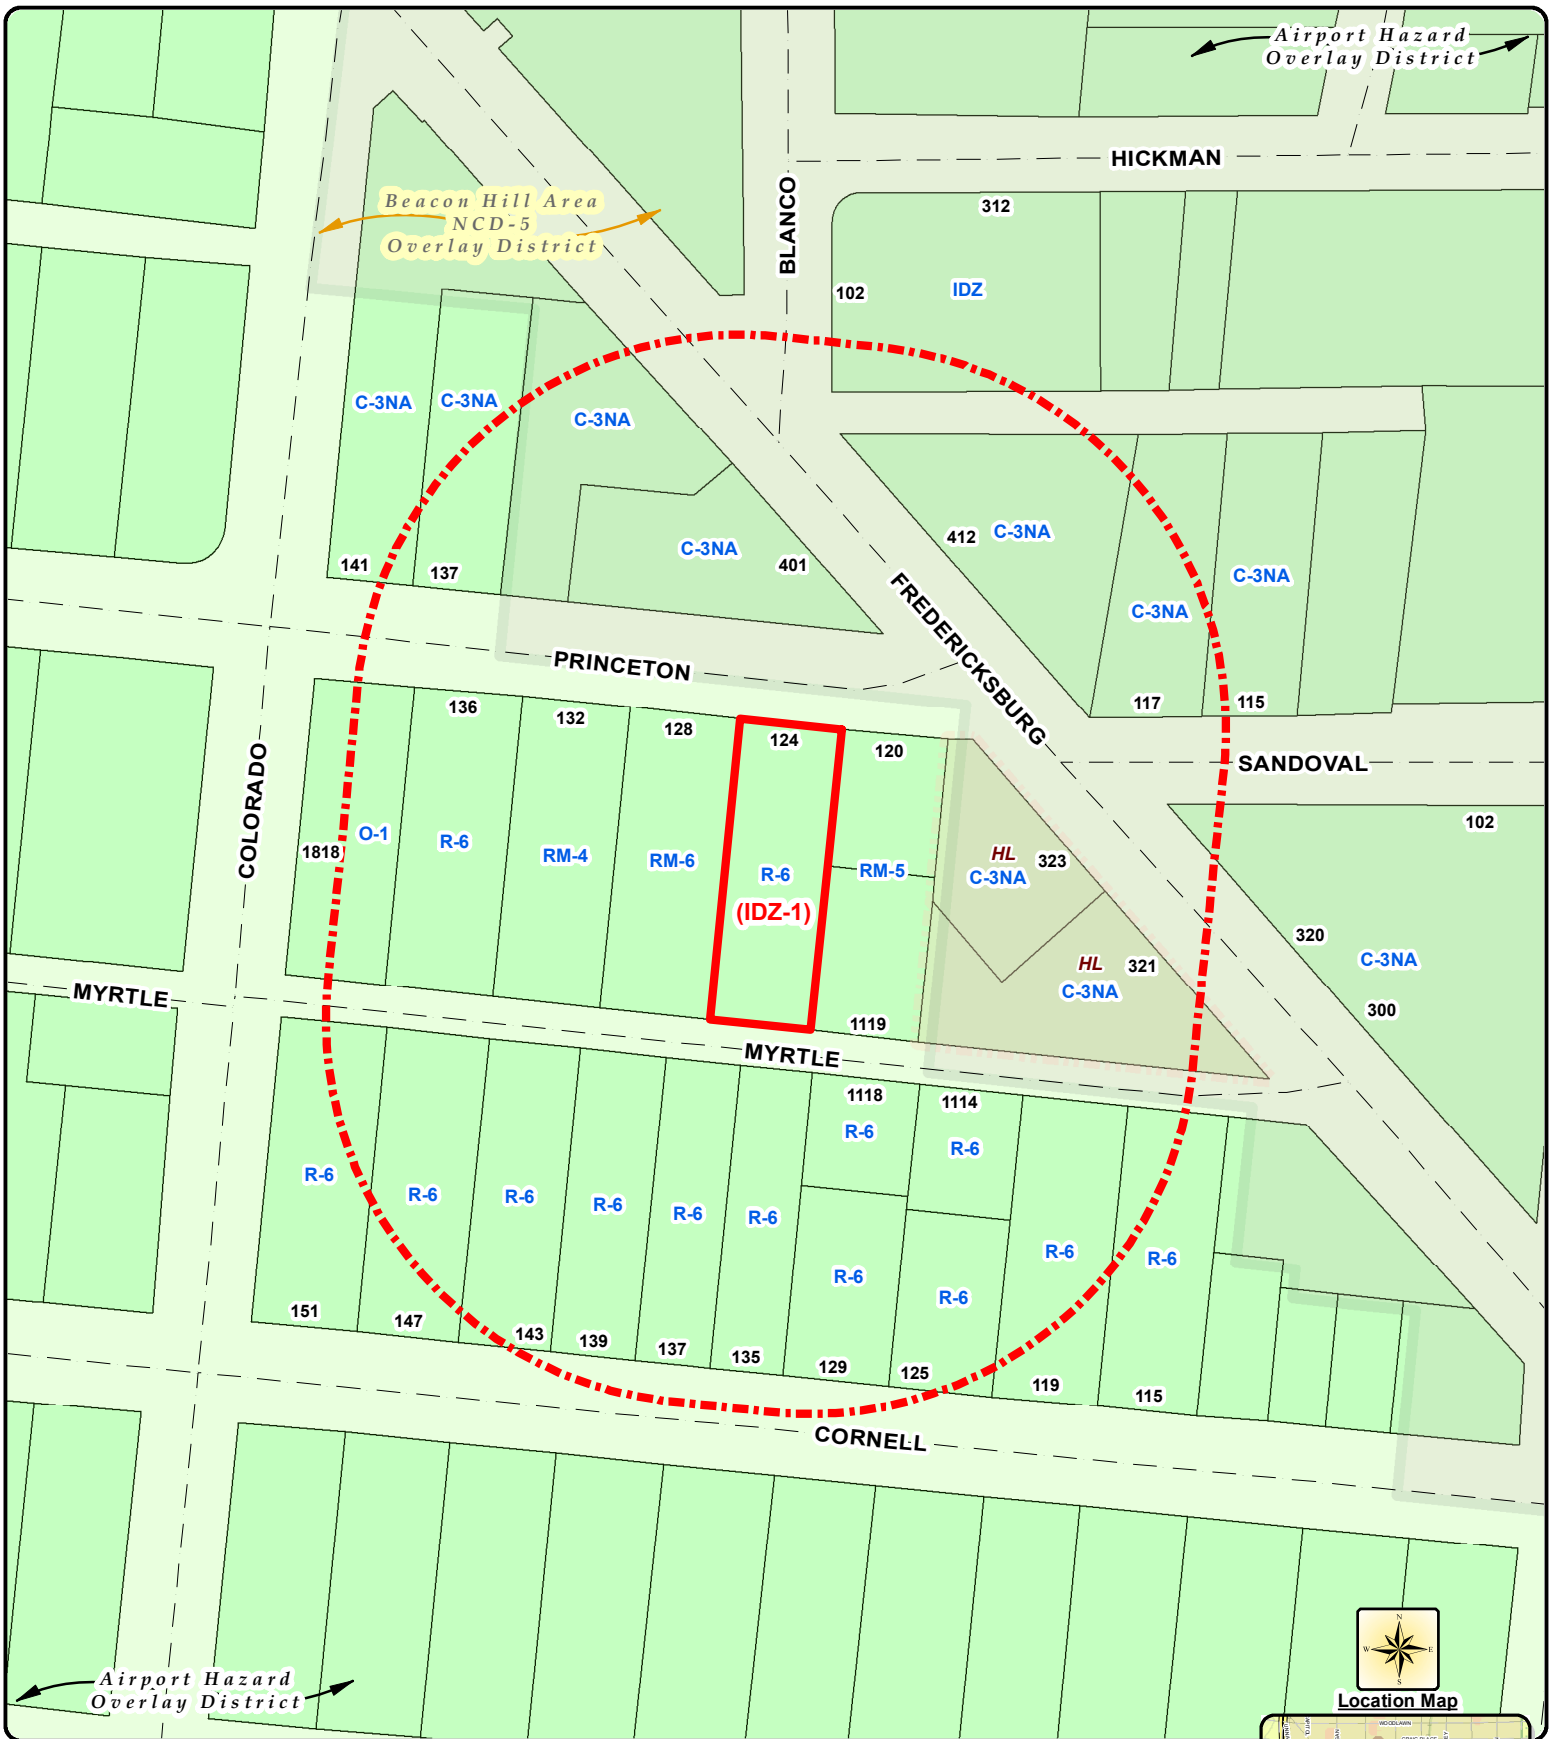 Airport Hazard
Overlay District
HICKMAN
Beacon Hill Area
NCD-5
Overlay District
BLANCO
312
102
IDZ
C-3NA
C-3NA
C-3NA
412
C-3NA
C-3NA
401
141
137
C-3NA
C-3NA
FREDERICKSBURG
PRINCETON
117
115
136
132
128
124
120
SANDOVAL
COLORADO
102
1818
O-1
R-6
RM-4
RM-6
R-6
(IDZ-1)
RM-5
HL
323
C-3NA
HL
321
C-3NA
320
C-3NA
300
MYRTLE
1119
MYRTLE
1118
1114
R-6
R-6
R-6
R-6
R-6
R-6
R-6
R-6
R-6
R-6
R-6
R-6
151
147
143
139
137
135
129
125
119
115
CORNELL
N
W
E
S
Airport Hazard
Overlay District
Location Map
WOODLAWN